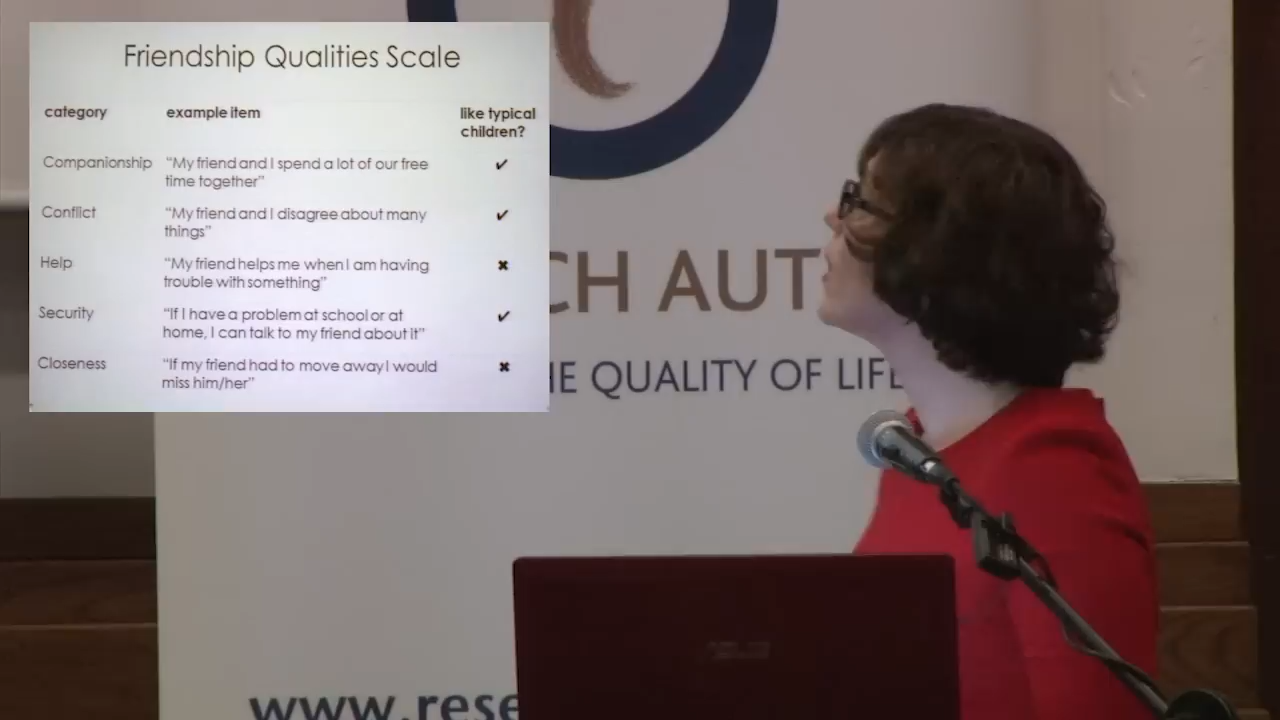 Friendship Qualities Scale
category example item like typical
children?
Companionship "My friend and I spend a lot of our free ✔
time together"
Conflict "My friend and I disagree about many ✔
things"
Help "My friend helps me when I am having ✖
trouble with something"
Security "If I have a problem at school or at ✔
home, I can talk to my friend about it"
Closeness "If my friend had to move away I would ✖
miss him/her"
CH AUT
HE QUALITY OF LIFE
www.rese
ASUS